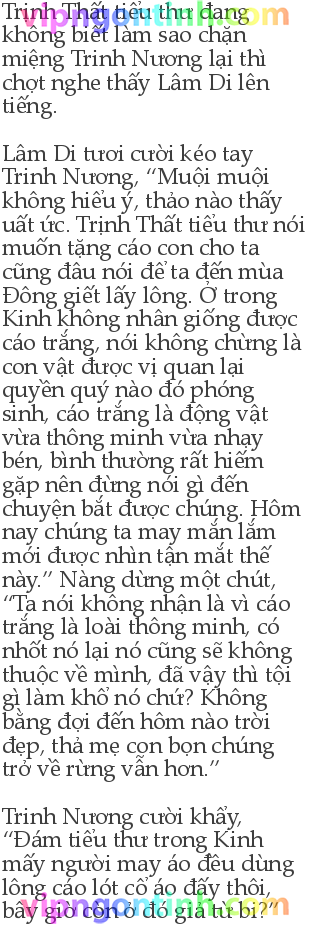 Trịnh Thất tiểu thư đang
không biết làm sao chặn
miệng Trinh Nương lại thì
chợt nghe thấy Lâm Di lên
tiếng.
Lâm Di tươi cười kéo tay
Trinh Nương, “Muội muội
không hiểu ý, thảo nào thấy
uất ức. Trịnh Thất tiểu thư nói
muốn tặng cáo con cho ta
cũng đâu nói để ta đến mùa
Đông giết lấy lông. Ở trong
Kinh không nhân giống được
cáo trắng, nói không chừng là
con vật được vị quan lại
quyền quý nào đó phóng
sinh, cáo trắng là động vật
vừa thông minh vừa nhạy
bén, bình thường rất hiếm
gặp nên đừng nói gì đến
chuyện bắt được chúng. Hôm
nay chúng ta may mắn lắm
mới được nhìn tận mắt thế
này.” Nàng dừng một chút,
“Ta nói không nhận là vì cáo
trắng là loài thông minh, có
nhốt nó lại nó cũng sẽ không
thuộc về mình, đã vậy thì tội
gì làm khổ nó chứ? Không
bằng đợi đến hôm nào trời
đẹp, thả mẹ con bọn chúng
trở về rừng vẫn hơn.”
Trinh Nương cười khẩy,
“Đám tiểu thư trong Kinh
mấy người may áo đều dùng
lông cáo lót cổ áo đấy thôi,
bây giờ còn ở đó giả từ bi?”
vipngontinh.com
vipngontinh.com